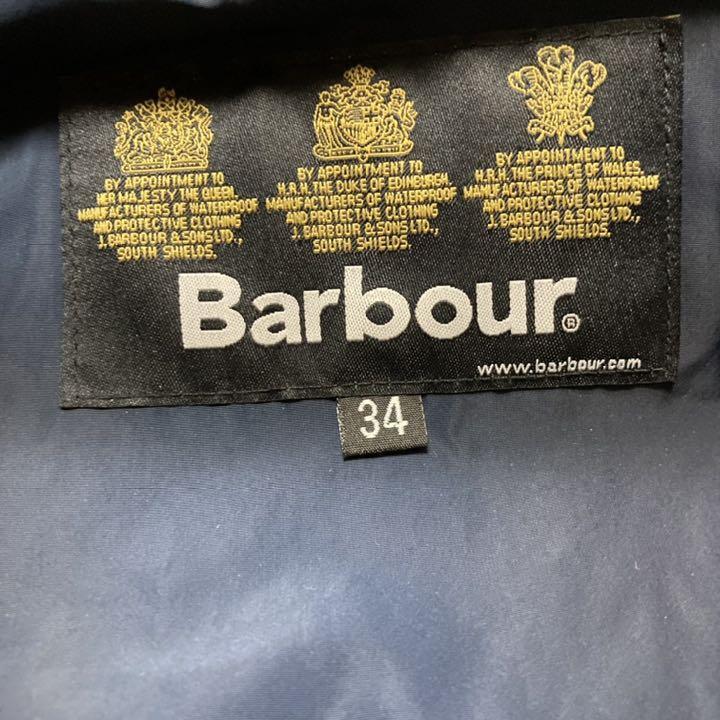 BY APPOINTMENT TO
HER MAJESTY THE QUEEN,
MANUFACTURERS OF WATERPROOF
AND PROTECTIVE CLOTHING
J. BARBOUR & SONS LTD.,
SOUTH SHIELDS.
BY APPOINTMENT TO
H.R.H. THE DUKE OF EDINBURGH
MANUFACTURERS OF WATERPROOF
AND PROTECTIVE CLOTHING
J. BARBOUR & SONS LTD.,
SOUTH SHIELDS.
BY APPOINTMENT TO
H.R.H. THE PRINCE OF WALES,
MANUFACTURERS OF WATERPROOF
AND PROTECTIVE CLOTHING
J. BARBOUR & SONS LTD.,
SOUTH SHIELDS.
Barbour®
www.barbour.com
34